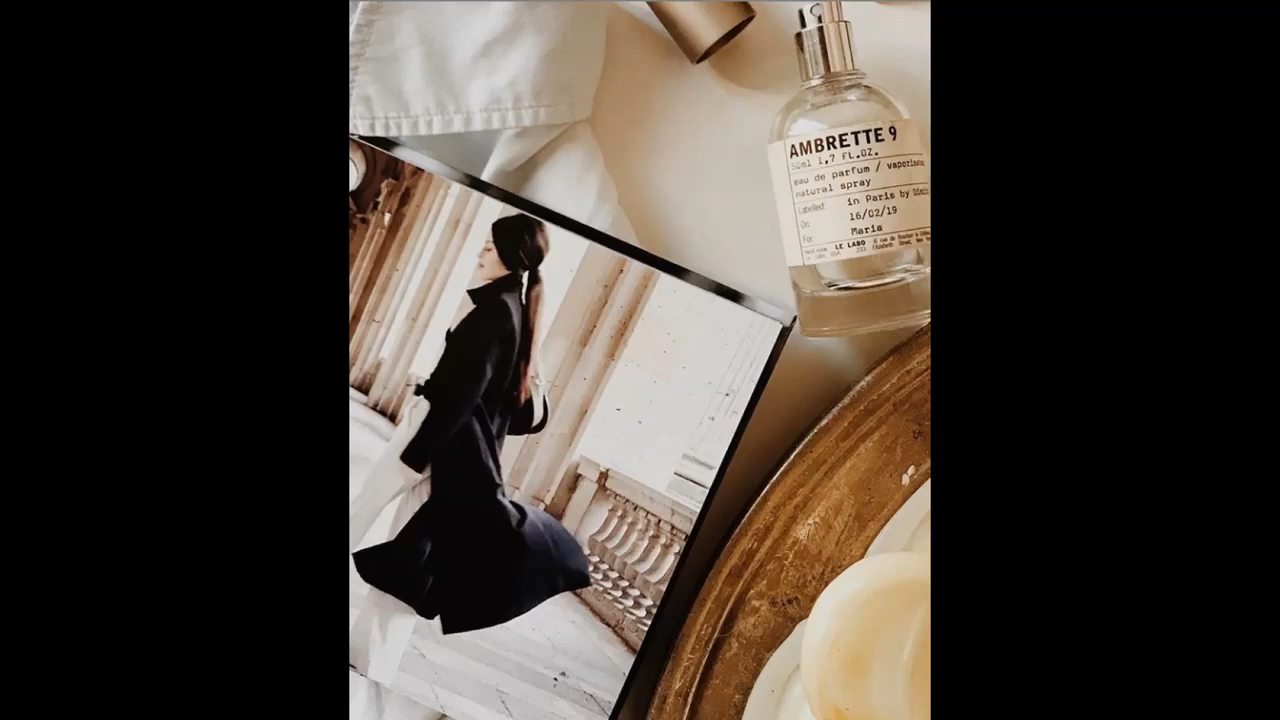 AMBRETTE 9
50ml 1,7 FL.OZ.
eau de parfum /
natural spray
Labelled: in Paris by
On: 16/02/19
For: Maria
LE LABO